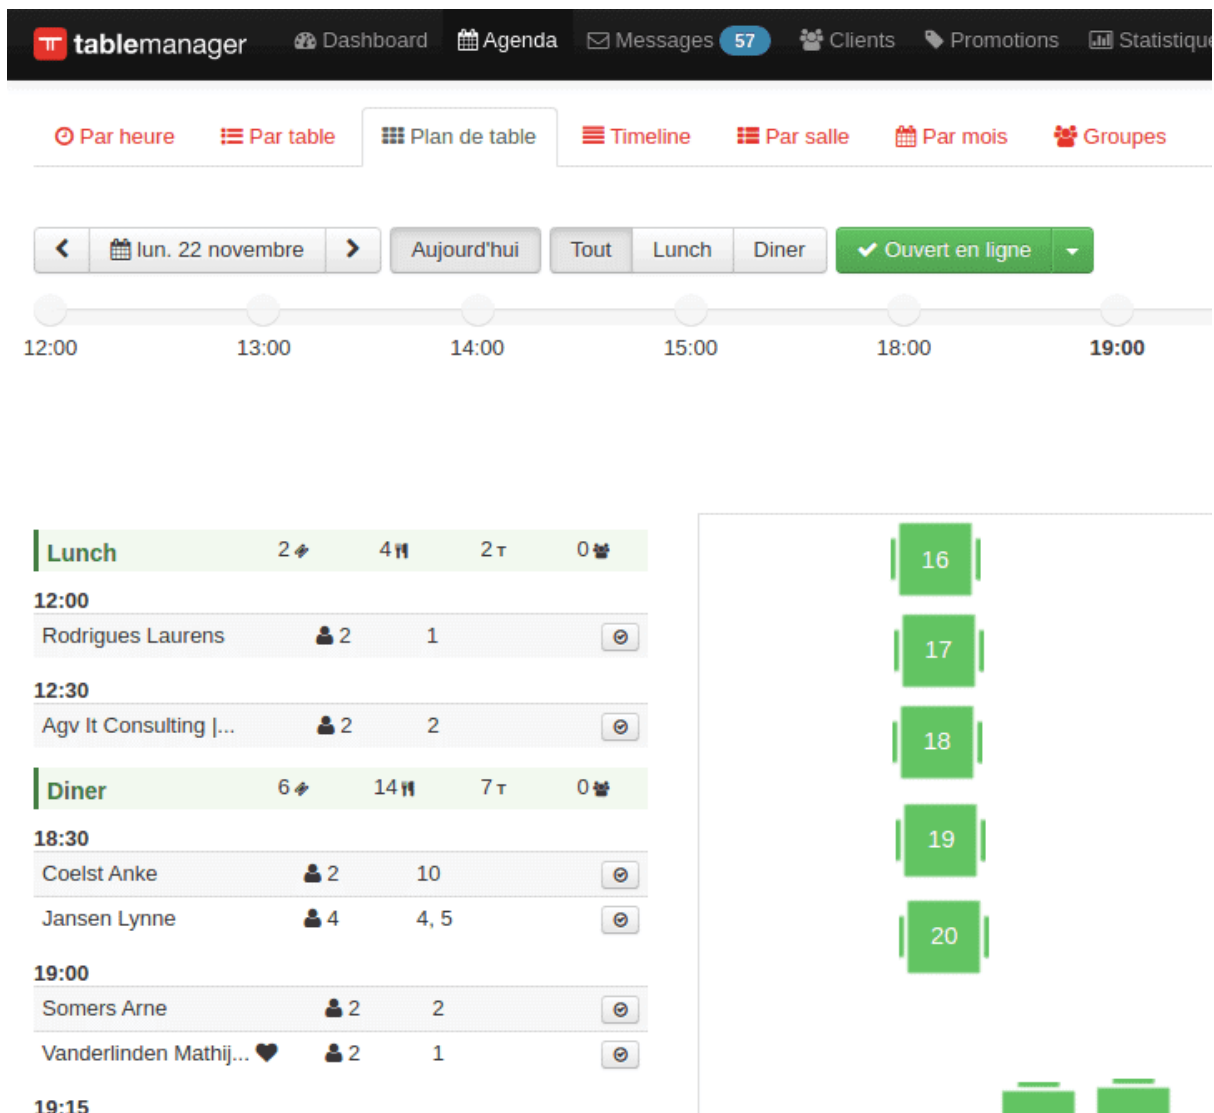 tablemanager Dashboard Agenda Messages 57 Clients Promotions Statistique
Par heure Par table Plan de table Timeline Par salle Par mois Groupes
lun. 22 novembre Aujourd'hui Tout Lunch Diner Ouvert en ligne
12:00 13:00 14:00 15:00 18:00 19:00
Lunch 2 4 2 T 0
12:00
Rodrigues Laurens 2 1
12:30
Agv It Consulting |... 2 2
Diner 6 14 7 T 0
18:30
Coelst Anke 2 10
Jansen Lynne 4 4, 5
19:00
Somers Arne 2 2
Vanderlinden Mathij... 2 1
19:15
16
17
18
19
20